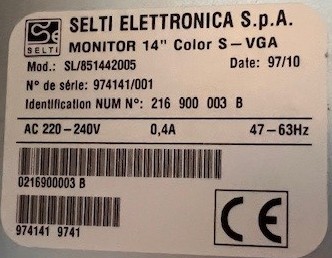 SELTI
SELTI ELETTRONICA S.p.A.
MONITOR 14" Color S-VGA
Mod.: SL/851442005 Date: 97/10
N° de série: 974141/001
Identification NUM N°: 216 900 003 B
AC 220-240V 0,4A 47-63Hz
0216900003 B
CE
974141 9741